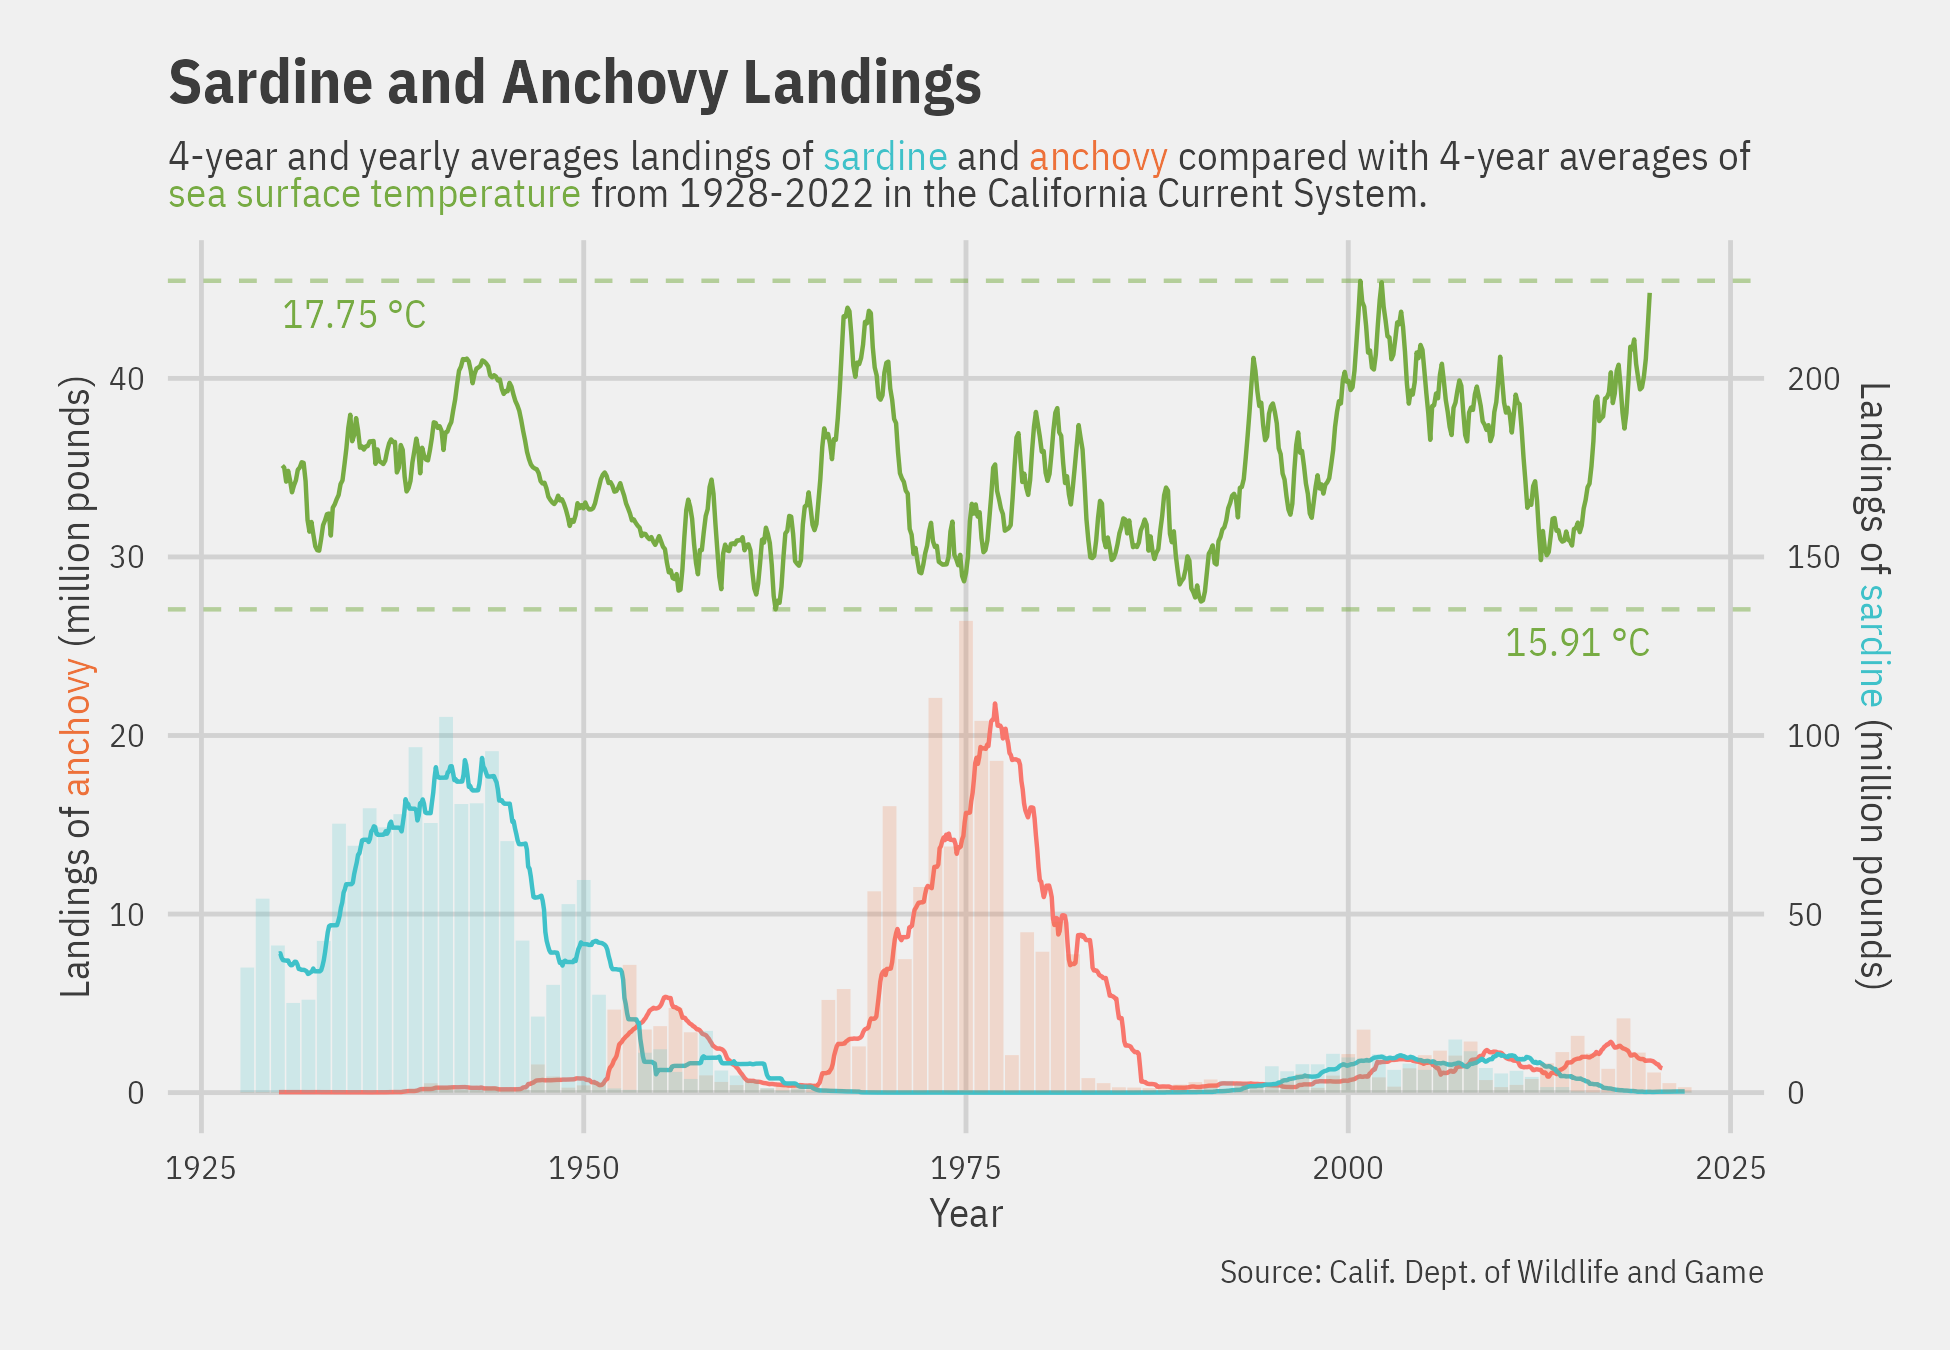 Sardine and Anchovy Landings
4-year and yearly averages landings of sardine and anchovy compared with 4-year averages of
sea surface temperature from 1928-2022 in the California Current System.
Landings of anchovy (million pounds)
40
30
20
10
0
17.75 °C
15.91 °C
200
150
100
50
0
Landings of sardine (million pounds)
1925
1950
1975
2000
2025
Year
Source: Calif. Dept. of Wildlife and Game